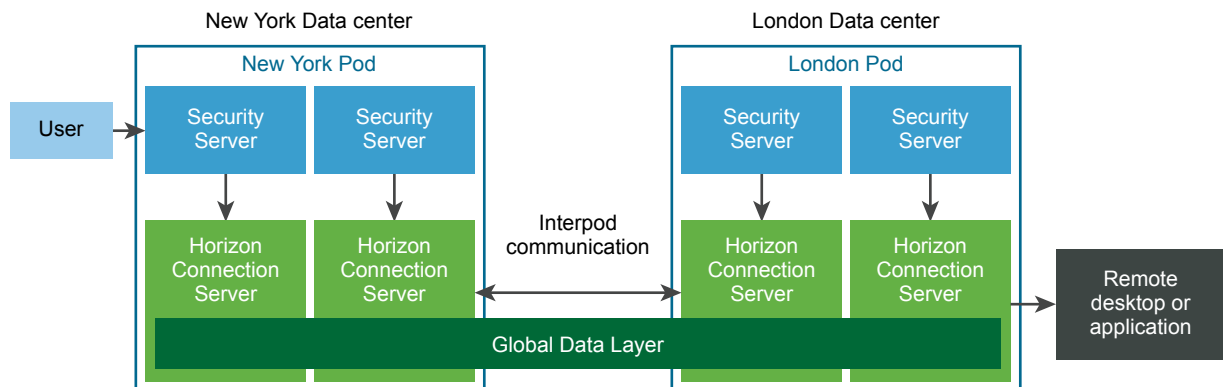 New York Data center
London Data center
New York Pod
London Pod
User
Security
Server
Security
Server
Security
Server
Security
Server
Interpod
communication
Horizon
Connection
Server
Horizon
Connection
Server
Horizon
Connection
Server
Horizon
Connection
Server
Remote
desktop or
application
Global Data Layer